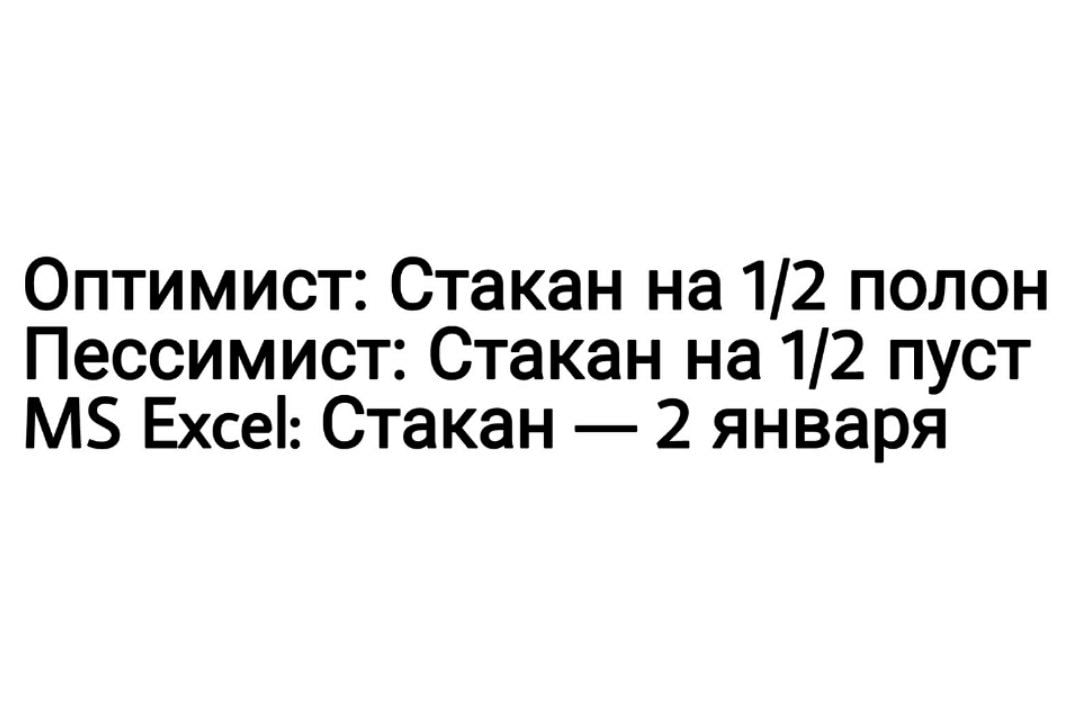 Оптимист: Стакан на 1/2 полон
Пессимист: Стакан на 1/2 пуст
MS Excel: Стакан — 2 января